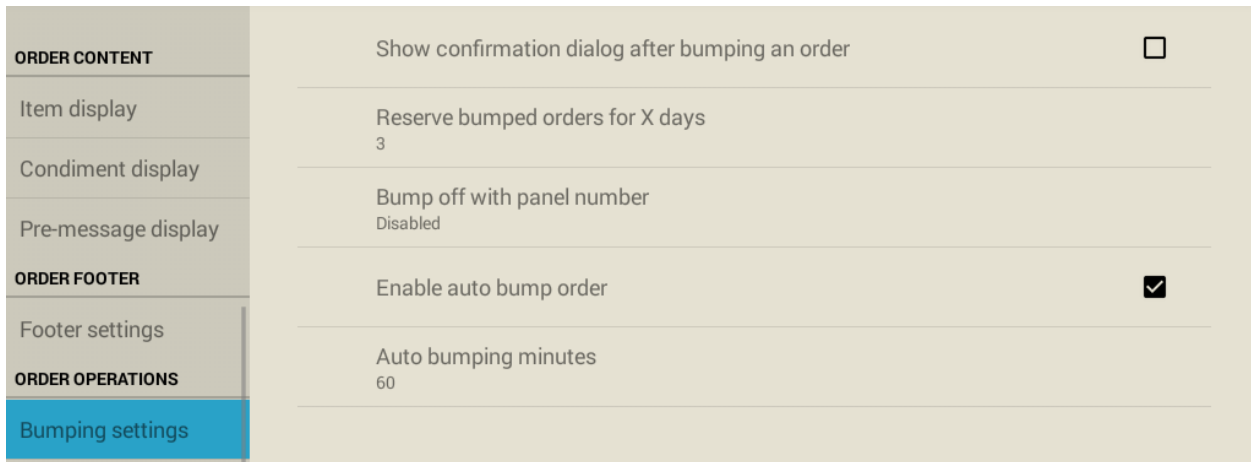 ORDER CONTENT
Item display
Condiment display
Pre-message display
ORDER FOOTER
Footer settings
ORDER OPERATIONS
Bumping settings
Show confirmation dialog after bumping an order
Reserve bumped orders for X days
3
Bump off with panel number
Disabled
Enable auto bump order
Auto bumping minutes
60